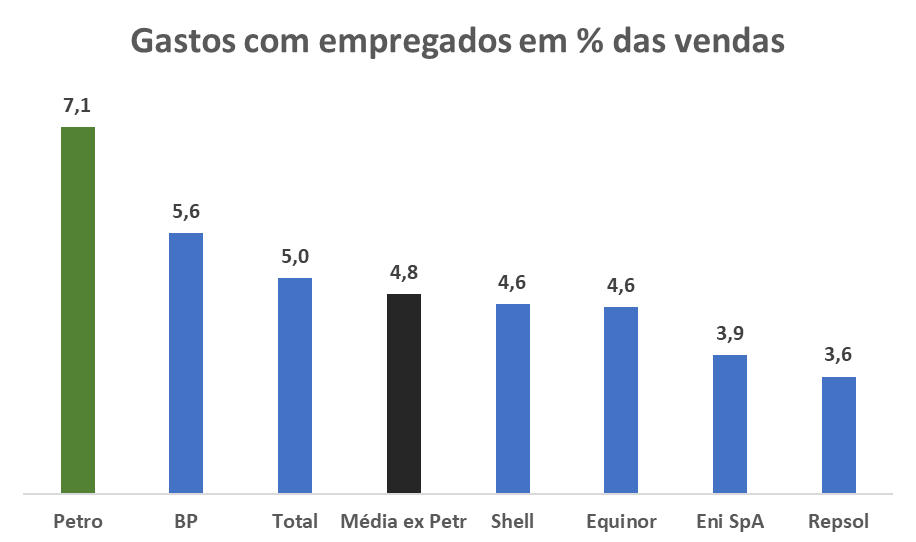 Gastos com empregados em % das vendas
7,1
5,6
5,0
4,8
4,6
4,6
3,9
3,6
Petro
BP
Total
Média ex Petr
Shell
Equinor
Eni SpA
Repsol